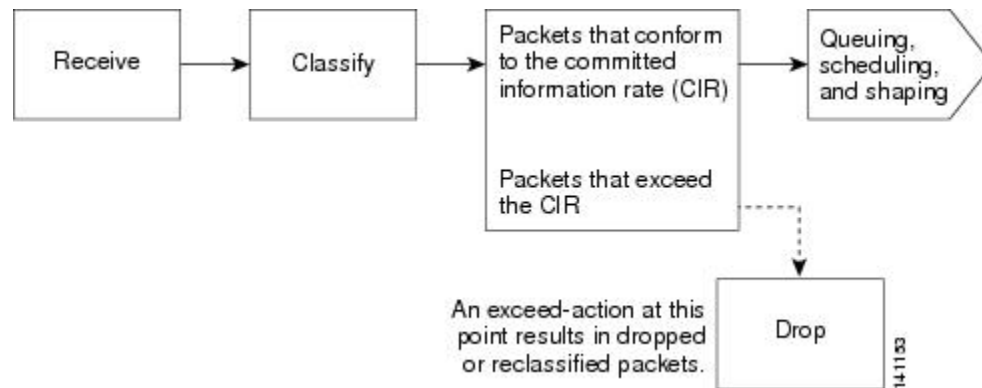 Receive
Classify
Packets that conform
to the committed
information rate (CIR)
Packets that exceed
the CIR
Queuing,
scheduling,
and shaping
An exceed-action at this
point results in dropped
or reclassified packets.
Drop
141153